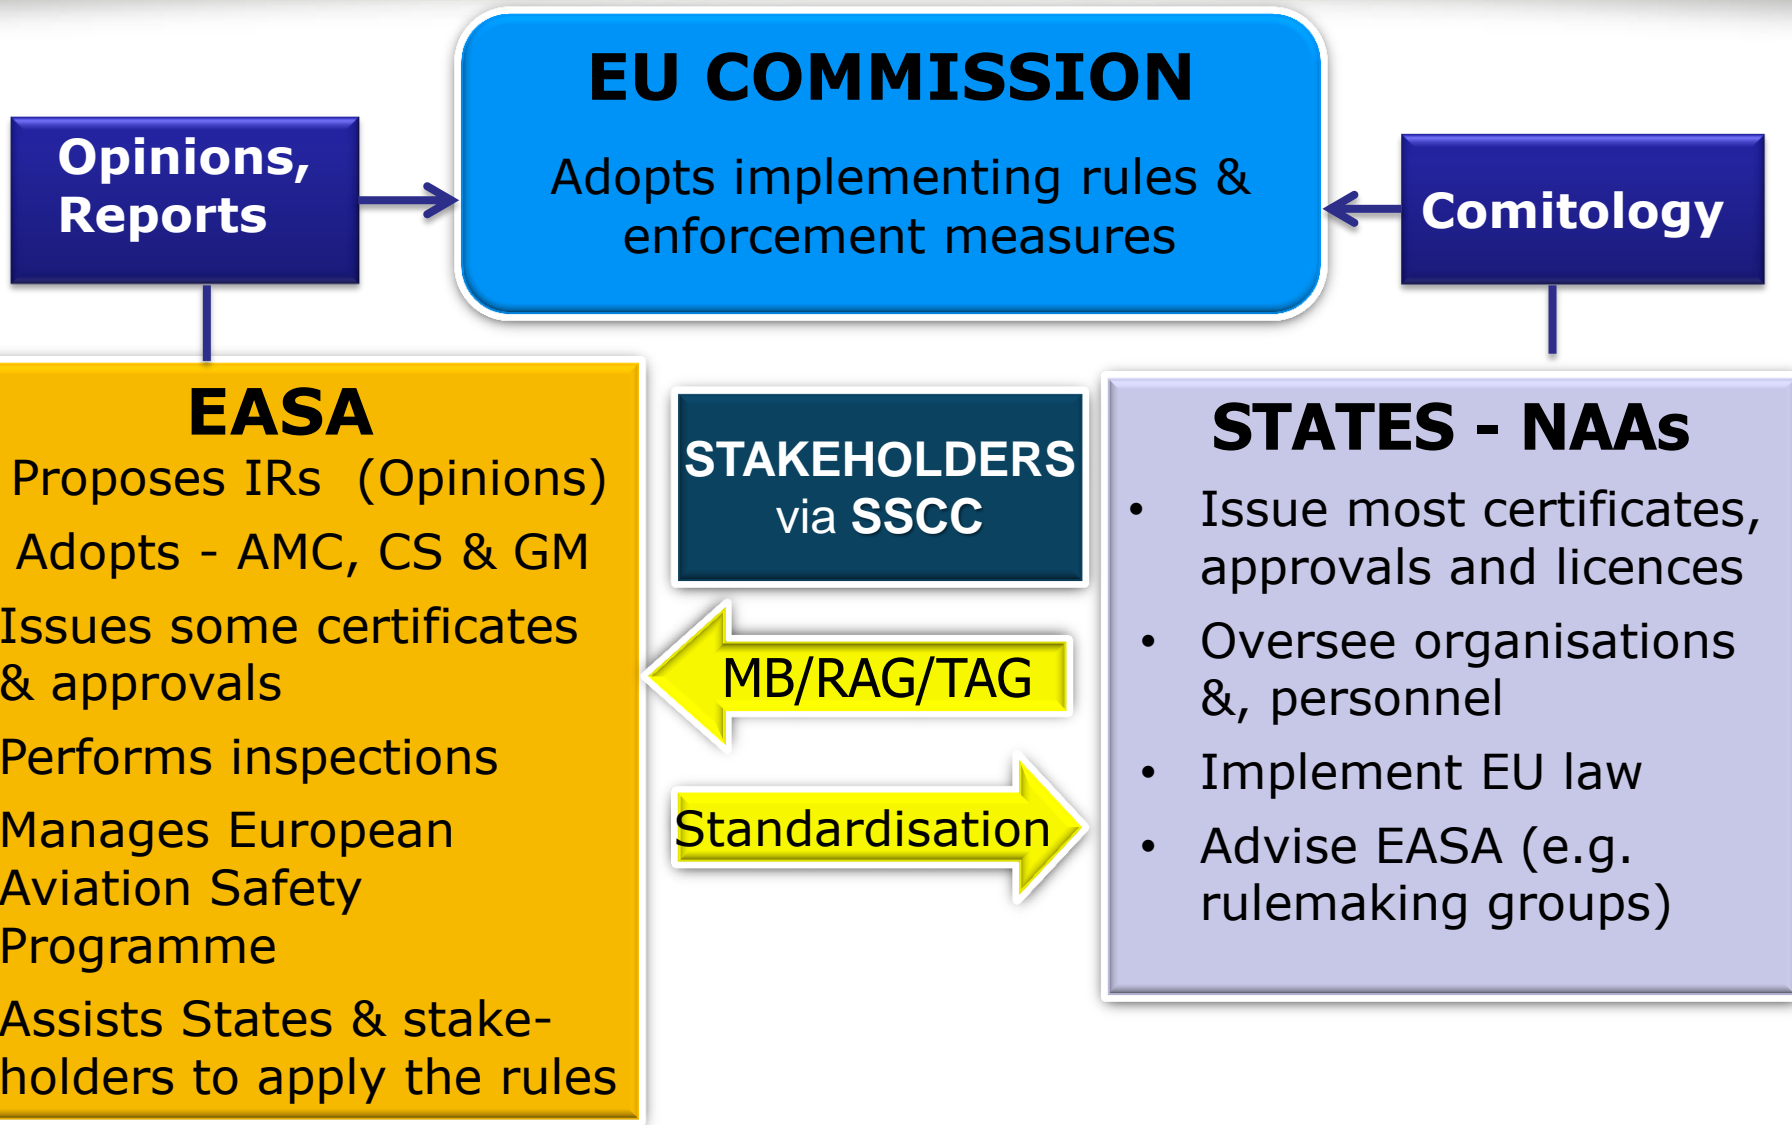 EU COMMISSION
Adopts implementing rules &
enforcement measures
Opinions,
Reports
Comitology
EASA
Proposes IRs (Opinions)
Adopts - AMC, CS & GM
Issues some certificates
& approvals
Performs inspections
Manages European
Aviation Safety
Programme
Assists States & stake-
holders to apply the rules
STAKEHOLDERS
via SSCC
MB/RAG/TAG
Standardisation
STATES - NAAs
• Issue most certificates,
approvals and licences
• Oversee organisations
&, personnel
• Implement EU law
• Advise EASA (e.g.
rulemaking groups)